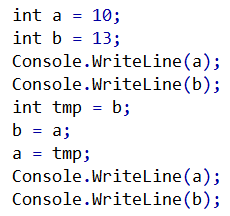 int a = 10;
int b = 13;
Console.WriteLine(a);
Console.WriteLine(b);
int tmp = b;
b = a;
a = tmp;
Console.WriteLine(a);
Console.WriteLine(b);